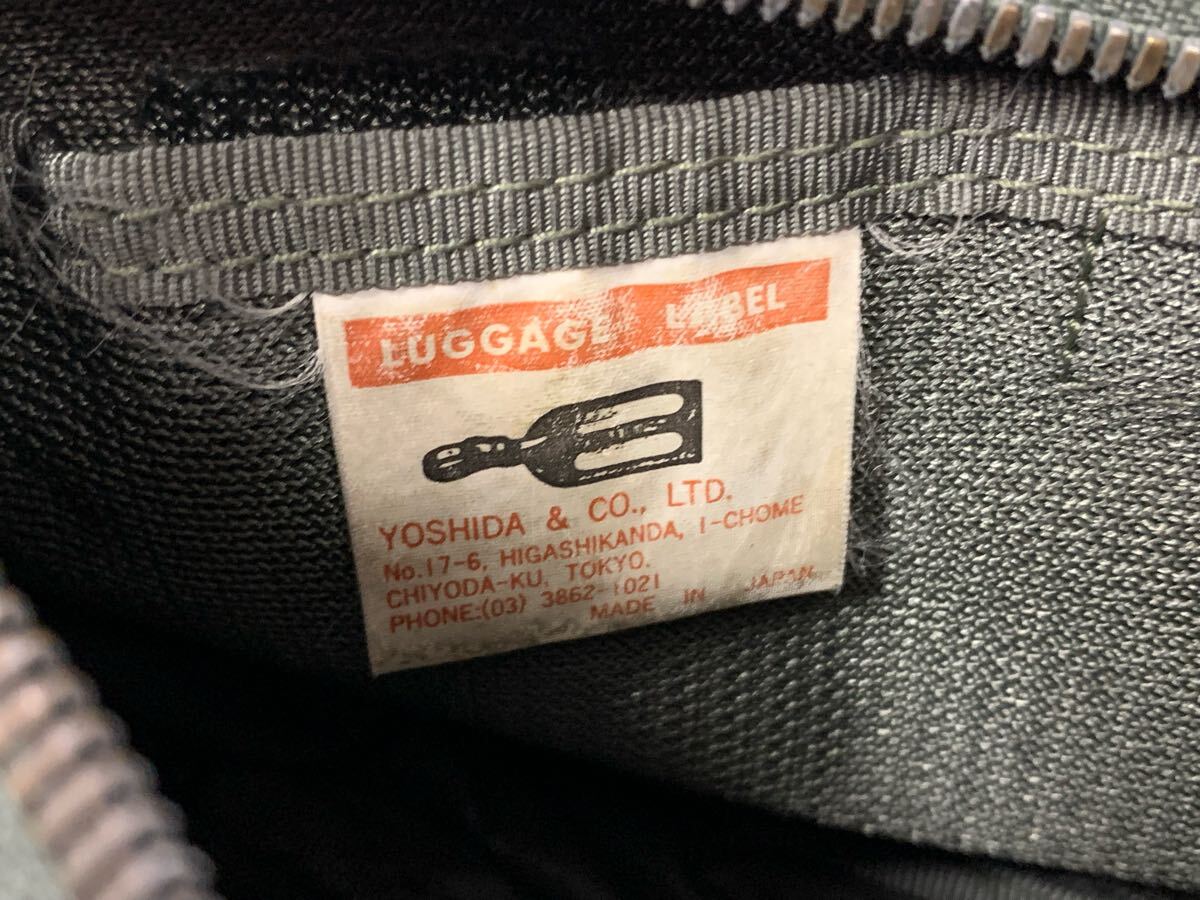 LUGGAGE LABEL
YOSHIDA & CO., LTD.
No.17-6, HIGASHIKANDA, 1-CHOME
CHIYODA-KU, TOKYO.
PHONE:(03) 3862-1021
MADE IN JAPAN